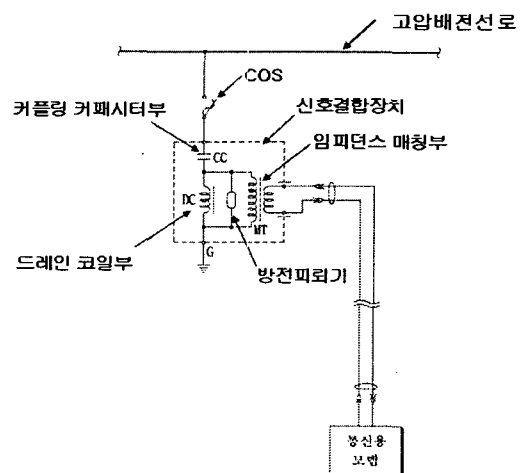 고압배전선로
COS
커플링 커패시터부
신호결합장치
임피던스 매칭부
CC
DC
MT
G
드레인 코일부
방전피뢰기
통신용
모뎀